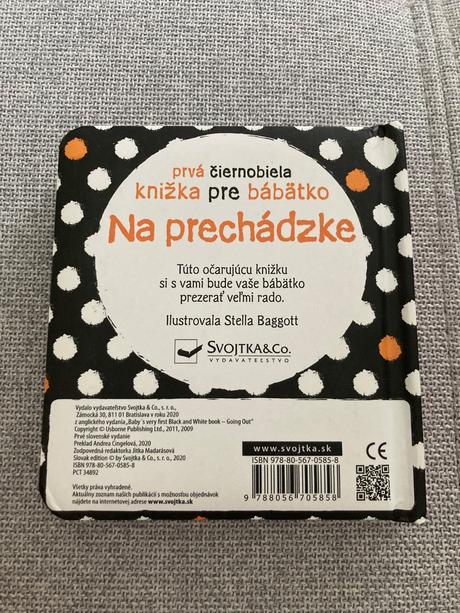 prvá čiernobiela
knižka pre bábätko
Na prechádzke
Túto očarujúcu knižku
si s vami bude vaše bábätko
prezerať veľmi rado.
Ilustrovala Stella Baggott
SVOJTKA&CO.
VYDAVATEĽSTVO
Vydalo vydavateľstvo Svojtka & Co., s. r. o.,
Zámocká 30, 811 01 Bratislava v roku 2020
z anglického vydania „Baby´s very first Black and White book – Going Out“
Copyright © Usborne Publishing Ltd., 2011, 2009
Prvé slovenské vydanie
Preklad Andrea Cingelová, 2020
Zodpovedná redaktorka Jitka Madarásová
Slovak edition © by Svojtka & Co., s. r. o., 2020
ISBN 978-80-567-0585-8
PCT 34892
Všetky práva vyhradené.
Aktuálny zoznam našich publikácií s možnosťou objednávok
nájdete na internetovej adrese www.svojtka.sk
www.svojtka.sk
ISBN 978-80-567-0585-8
9 788056 705858
CE